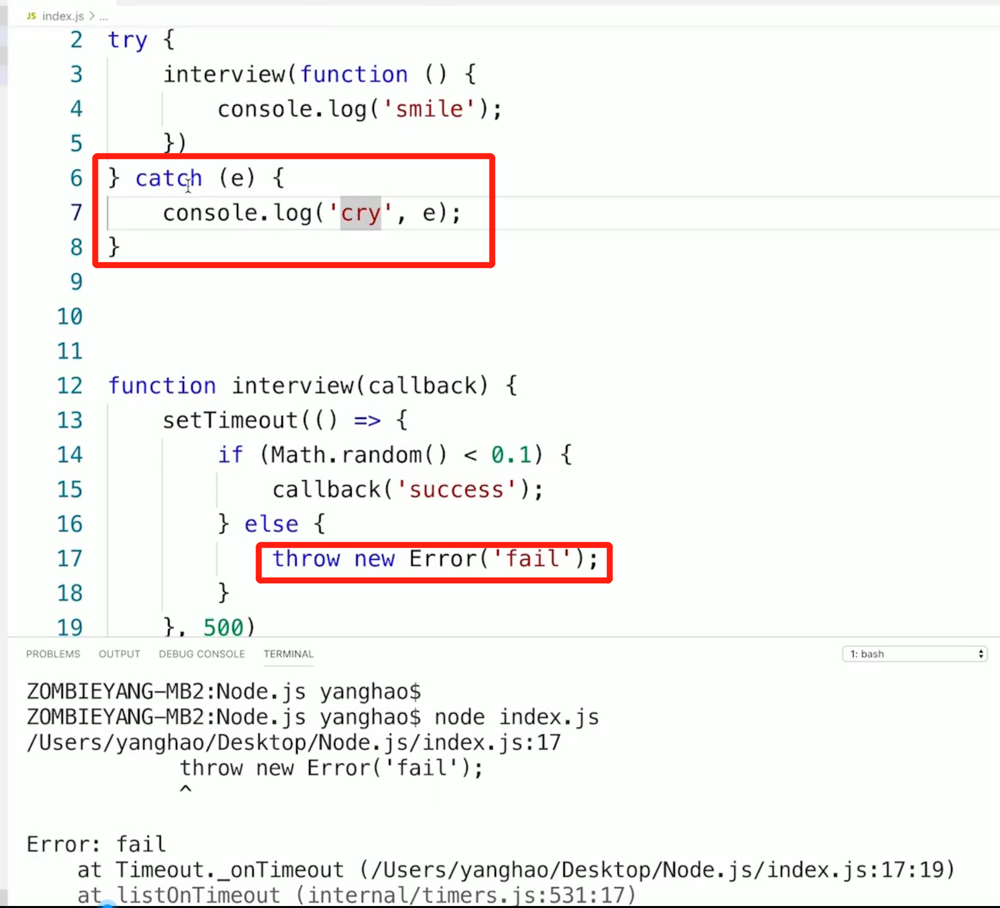 JS index.js > ...
2 try {
3 interview(function () {
4 console.log('smile');
5 })
6 } catch (e) {
7 console.log('cry', e);
8 }
9
10
11
12 function interview(callback) {
13 setTimeout(() => {
14 if (Math.random() < 0.1) {
15 callback('success');
16 } else {
17 throw new Error('fail');
18 }
19 }, 500)
PROBLEMS OUTPUT DEBUG CONSOLE TERMINAL 1: bash
ZOMBIEYANG-MB2:Node.js yanghao$
ZOMBIEYANG-MB2:Node.js yanghao$ node index.js
/Users/yanghao/Desktop/Node.js/index.js:17
throw new Error('fail');
^
Error: fail
at Timeout._onTimeout (/Users/yanghao/Desktop/Node.js/index.js:17:19)
at listOnTimeout (internal/timers.js:531:17)